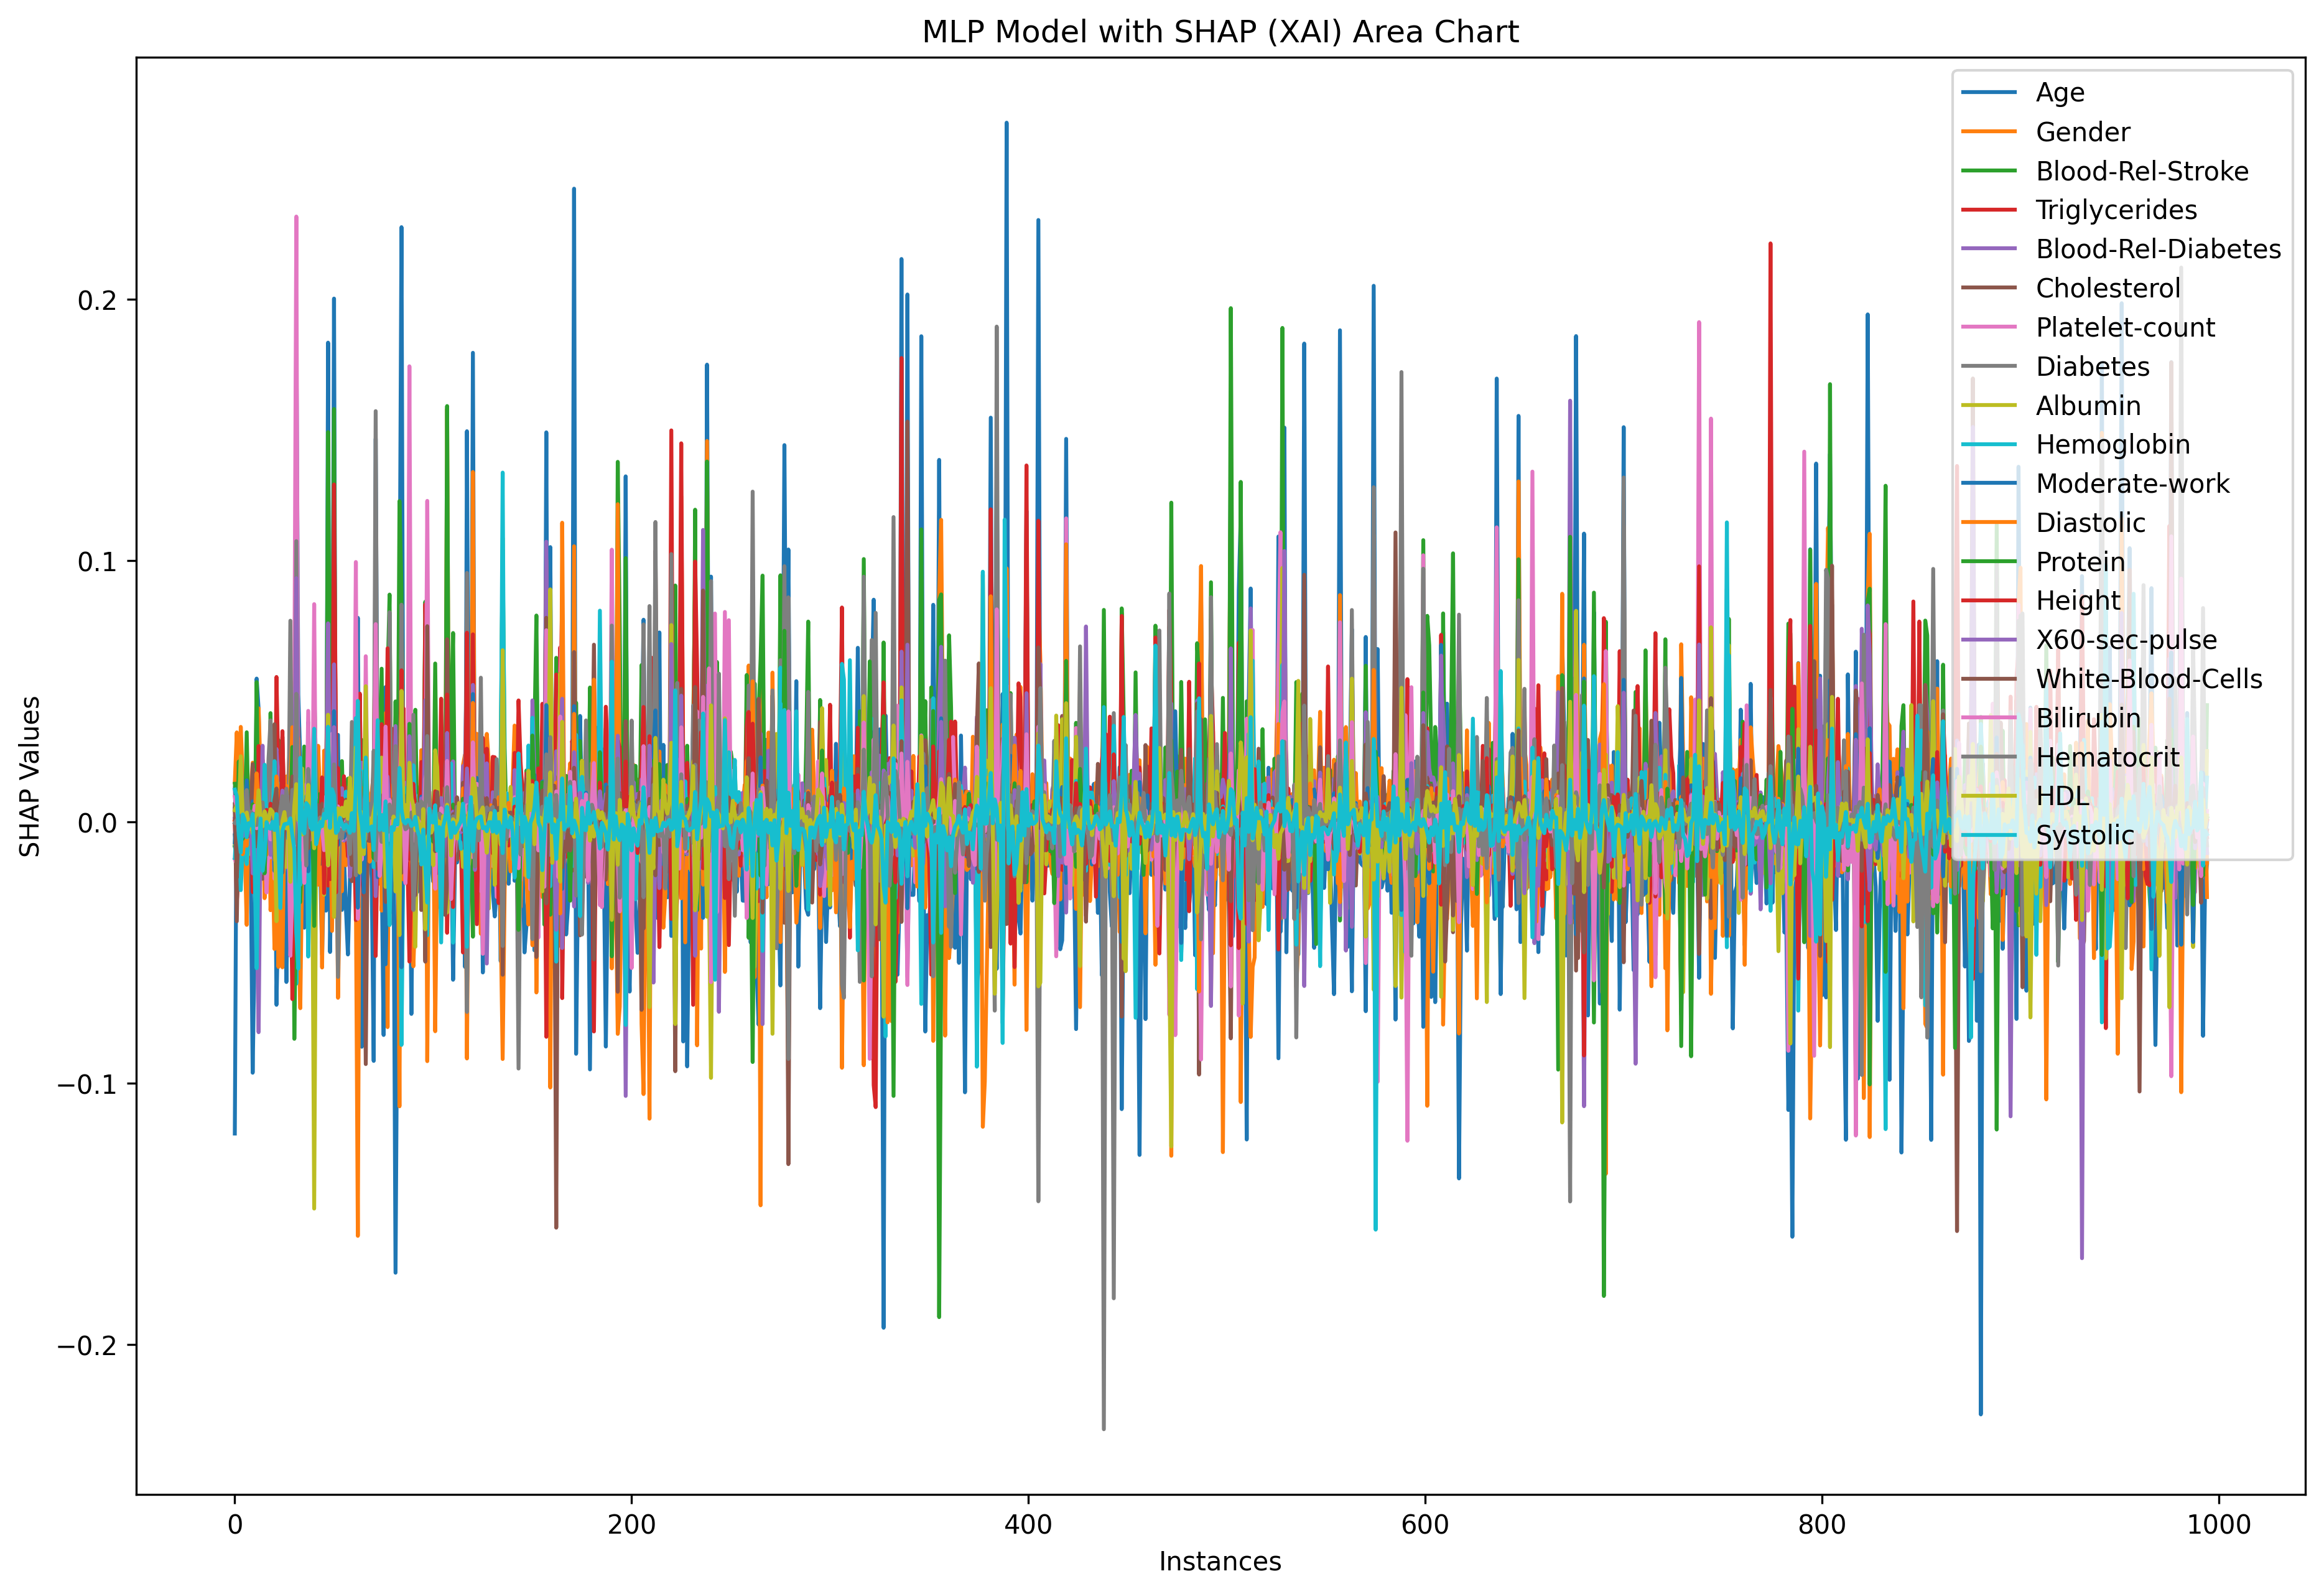 MLP Model with SHAP (XAI) Area Chart
Age
Gender
Blood-Rel-Stroke
Triglycerides
Blood-Rel-Diabetes
Cholesterol
Platelet-count
Diabetes
Albumin
Hemoglobin
Moderate-work
Diastolic
Protein
Height
X60-sec-pulse
White-Blood-Cells
Bilirubin
Hematocrit
HDL
Systolic
SHAP Values
0.2
0.1
0.0
−0.1
−0.2
0 200 400 600 800 1000
Instances